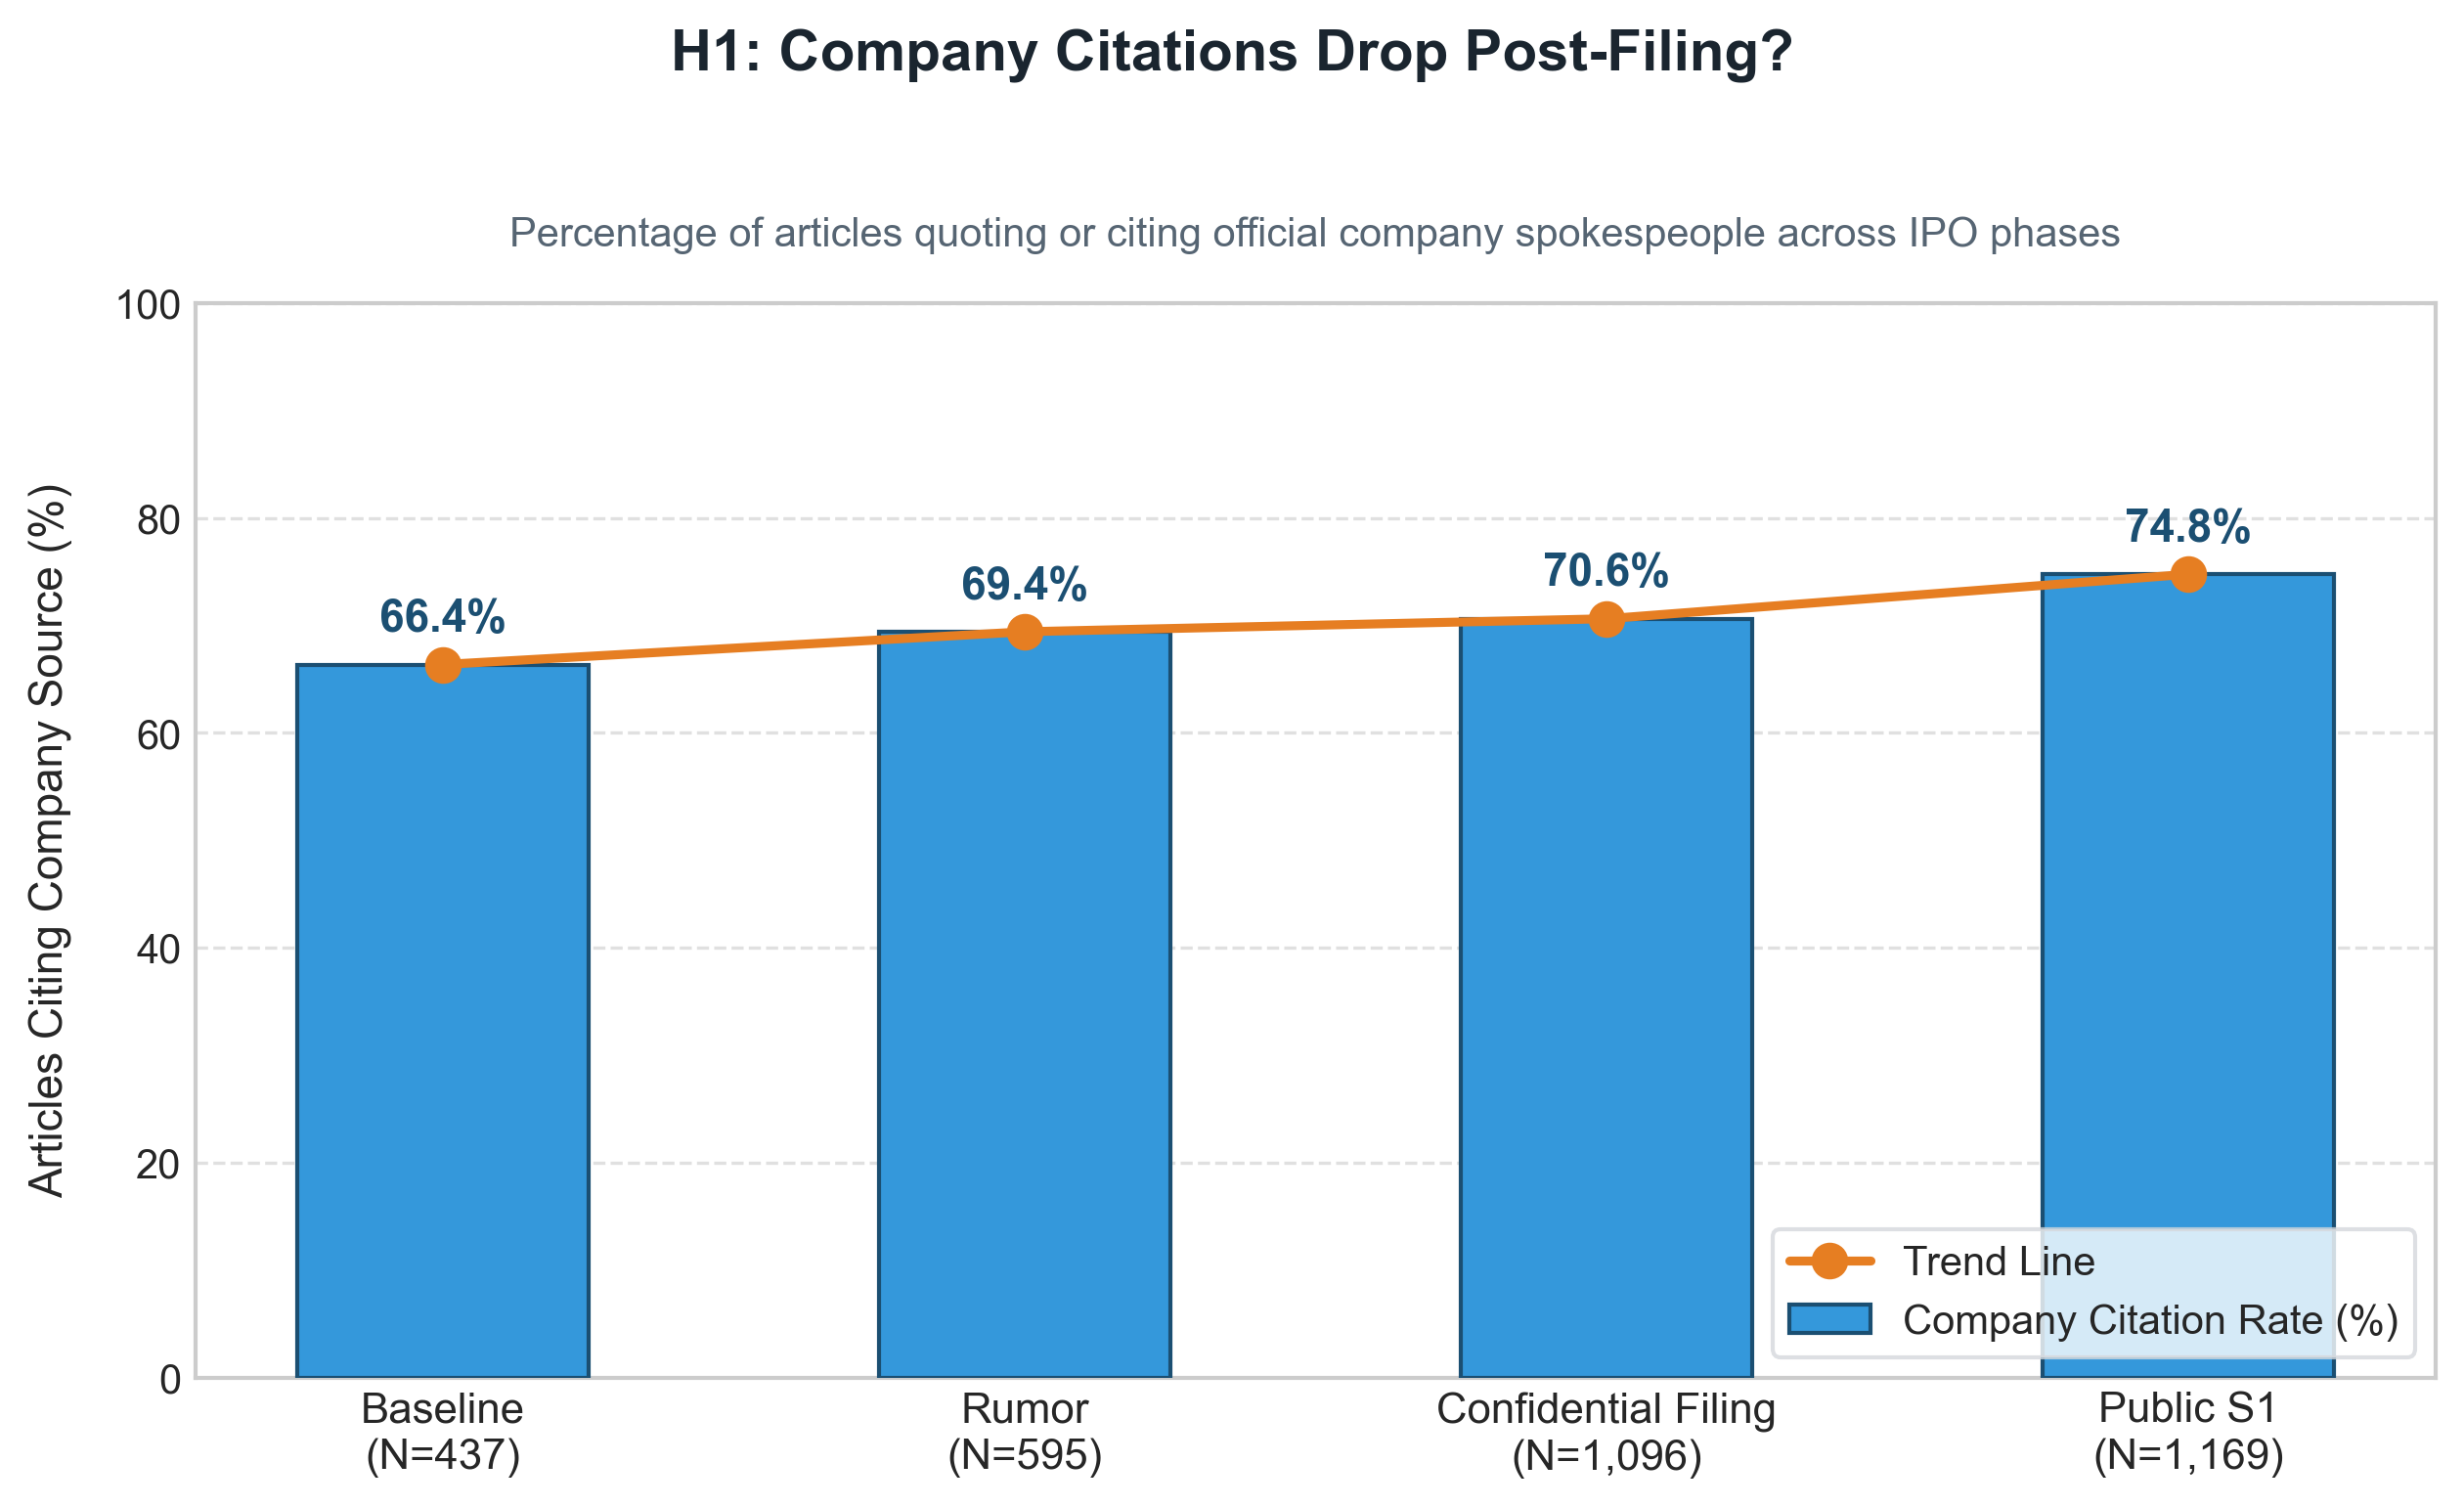 H1: Company Citations Drop Post-Filing?
Percentage of articles quoting or citing official company spokespeople across IPO phases
Articles Citing Company Source (%)
100
80
60
40
20
0
66.4%
69.4%
70.6%
74.8%
Trend Line
Company Citation Rate (%)
Baseline
(N=437)
Rumor
(N=595)
Confidential Filing
(N=1,096)
Public S1
(N=1,169)